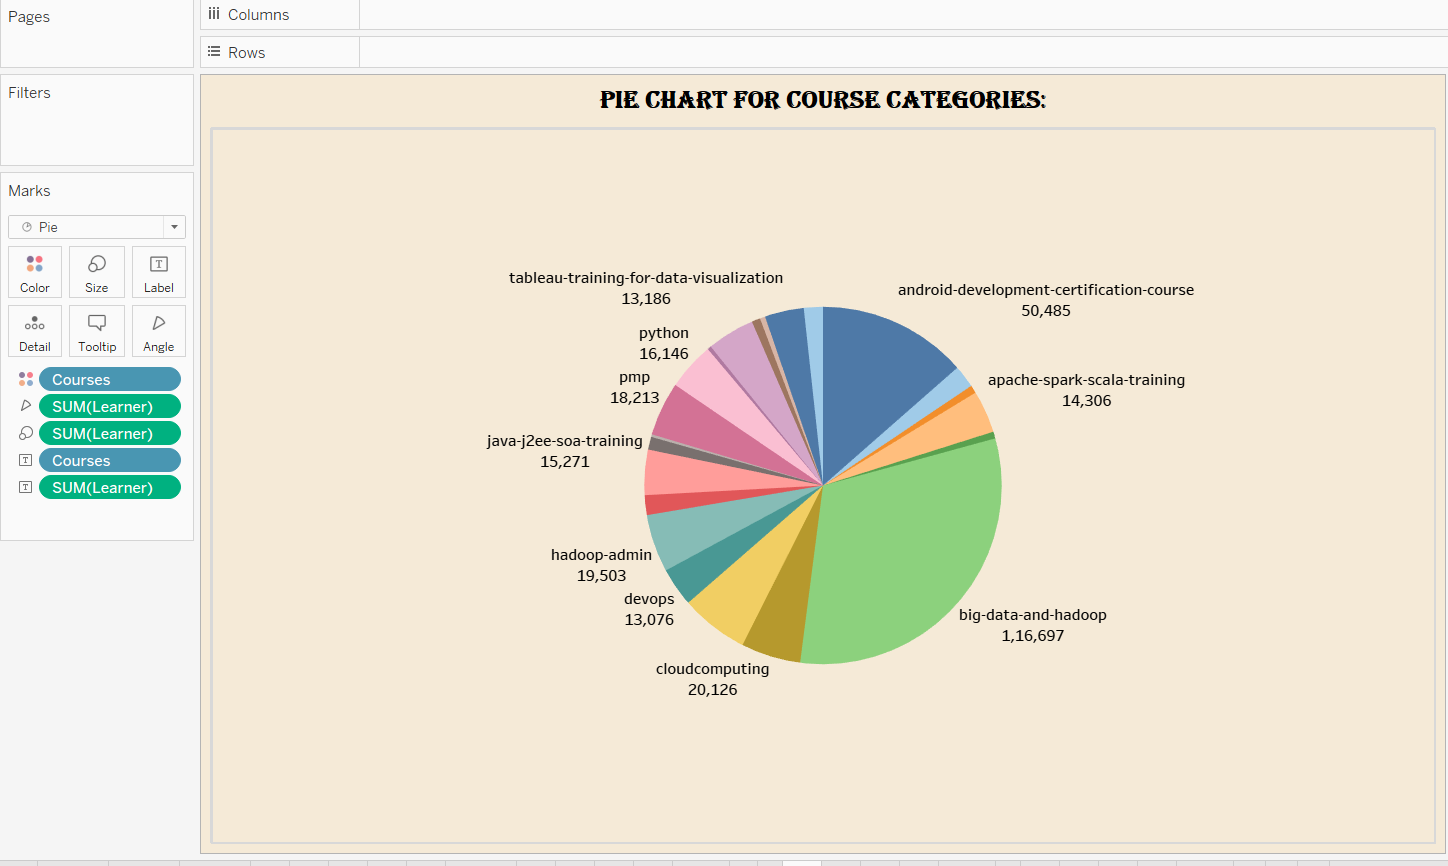 Pages
Columns
Rows
Filters
Marks
Pie
Color
Size
Label
Detail
Tooltip
Angle
Courses
SUM(Learner)
SUM(Learner)
Courses
SUM(Learner)
PIE CHART FOR COURSE CATEGORIES:
tableau-training-for-data-visualization
13,186
android-development-certification-course
50,485
python
16,146
apache-spark-scala-training
14,306
pmp
18,213
java-j2ee-soa-training
15,271
hadoop-admin
19,503
devops
13,076
big-data-and-hadoop
1,16,697
cloudcomputing
20,126